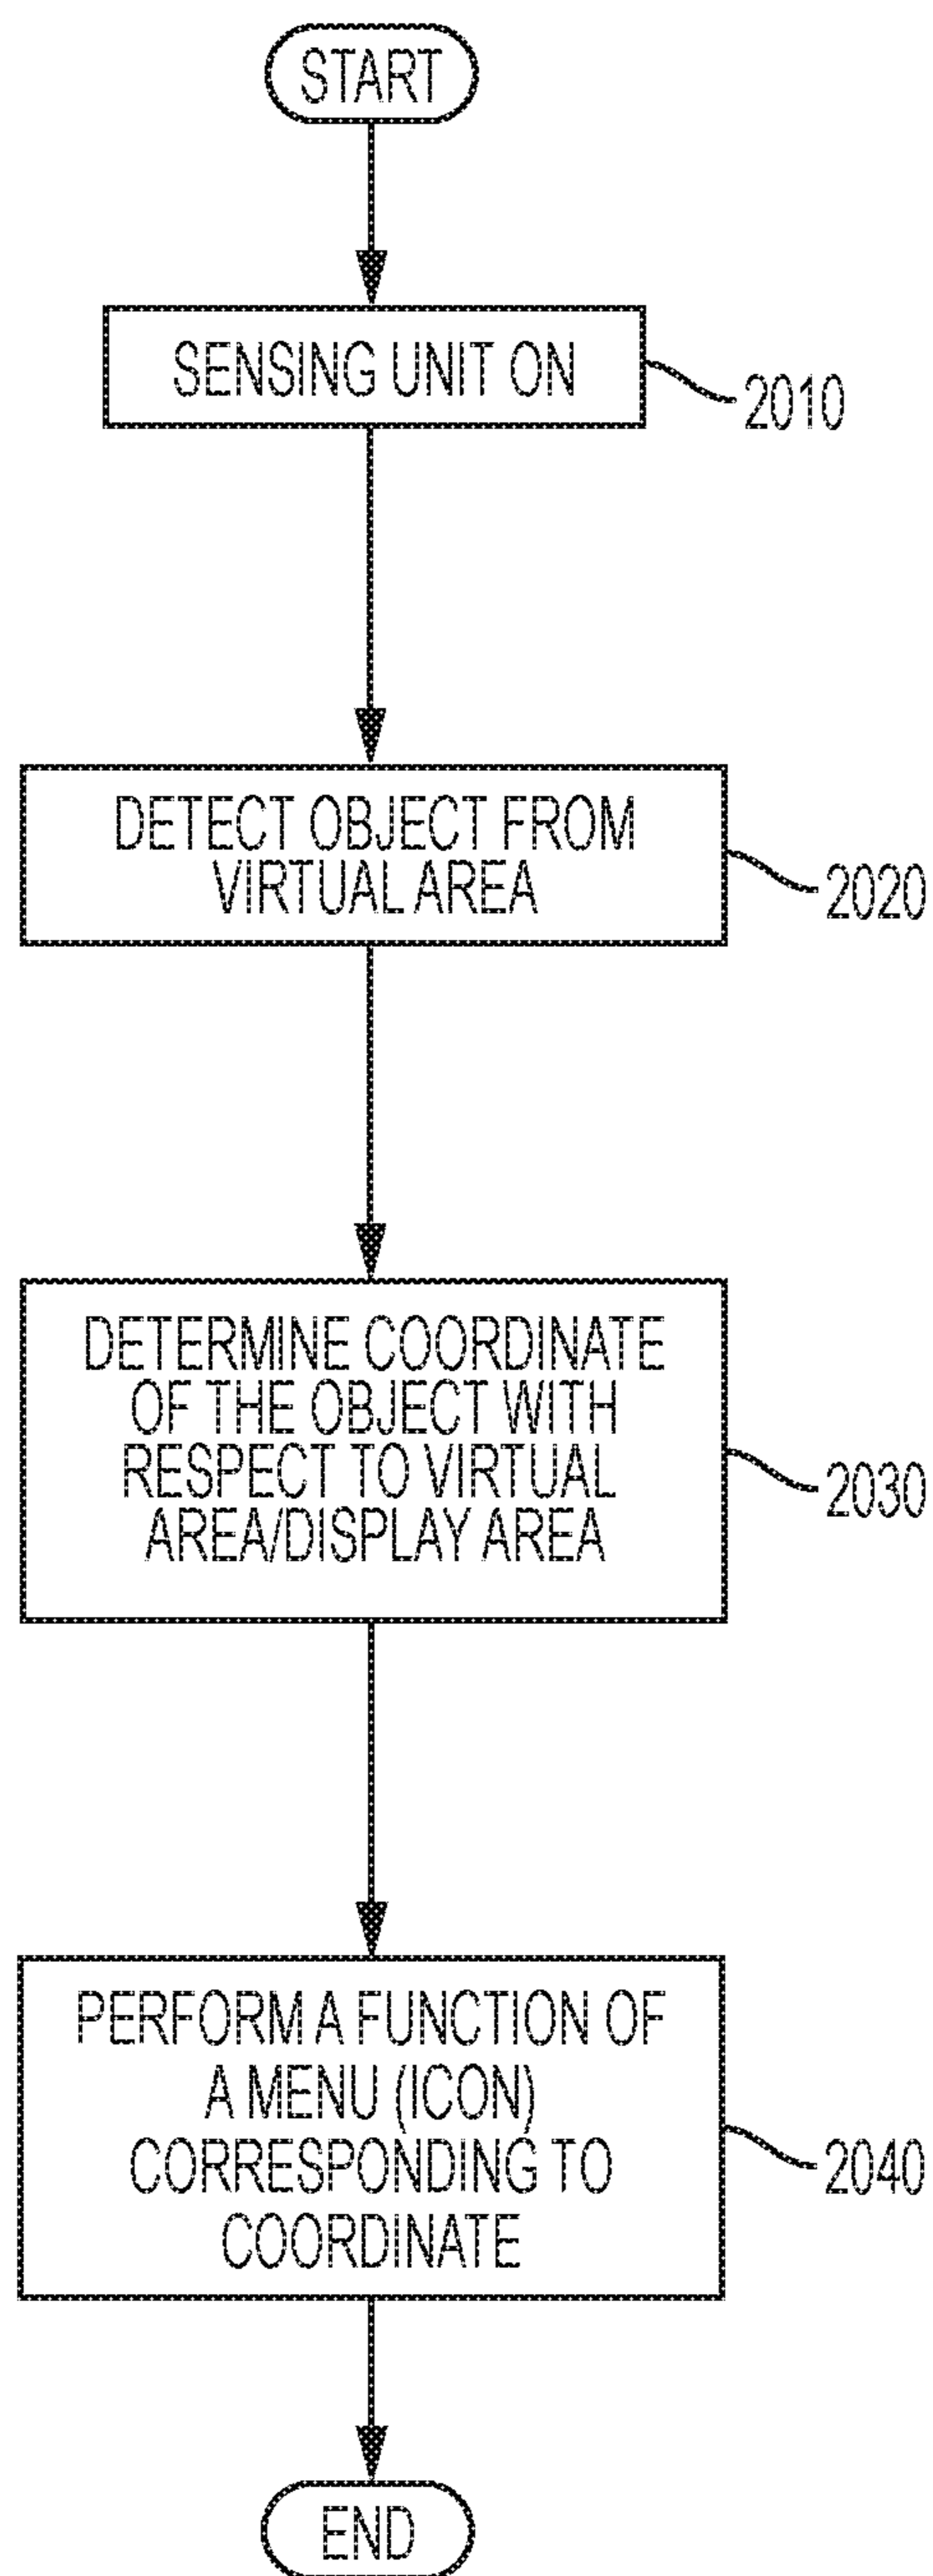 START
SENSING UNIT ON
2010
DETECT OBJECT FROM
VIRTUAL AREA
2020
DETERMINE COORDINATE
OF THE OBJECT WITH
RESPECT TO VIRTUAL
AREA/DISPLAY AREA
2030
PERFORM A FUNCTION OF
A MENU (ICON)
CORRESPONDING TO
COORDINATE
2040
END